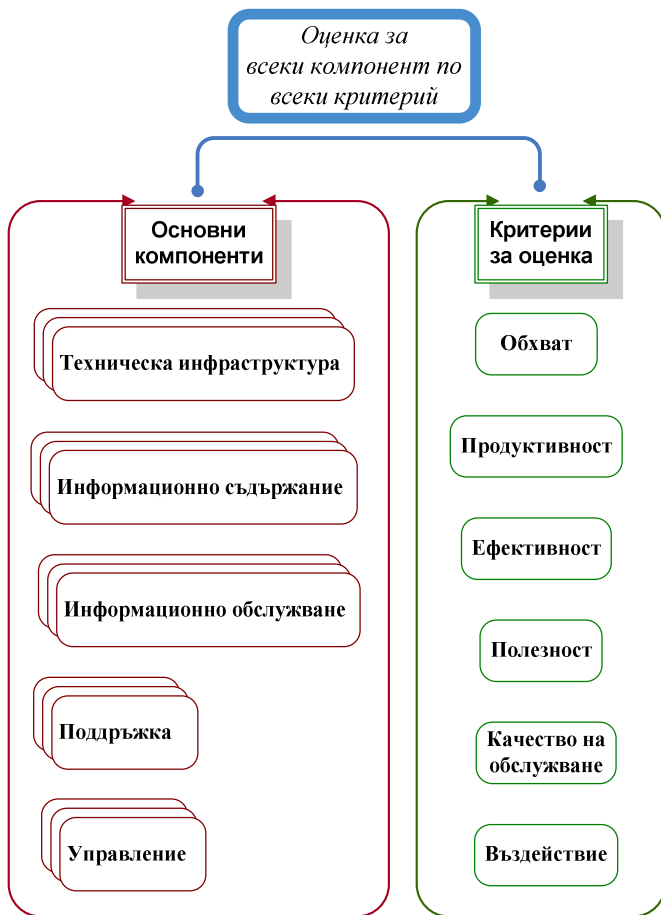 Оценка за
всеки компонент по
всеки критерий
Основни
компоненти
Техническа инфраструктура
Информационно съдържание
Информационно обслужване
Поддръжка
Управление
Критерии
за оценка
Обхват
Продуктивност
Ефективност
Полезност
Качество на
обслужване
Въздействие